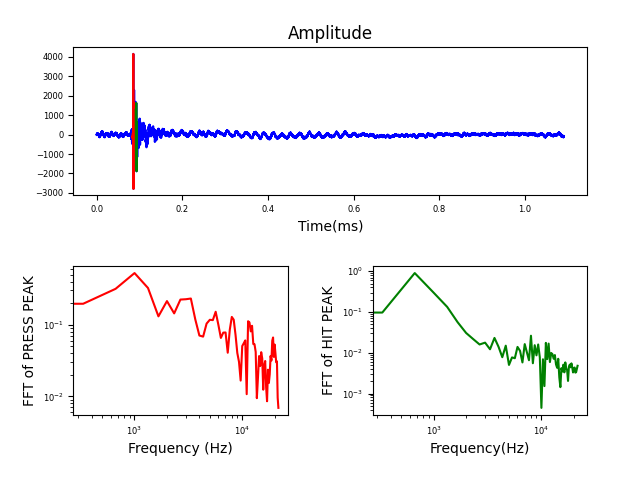 Amplitude
4000
3000
2000
1000
0
−1000
−2000
−3000
0.0 0.2 0.4 0.6 0.8 1.0
Time(ms)
FFT of PRESS PEAK
10⁻¹
10⁻²
10³ 10⁴
Frequency (Hz)
FFT of HIT PEAK
10⁰
10⁻¹
10⁻²
10⁻³
10³ 10⁴
Frequency(Hz)